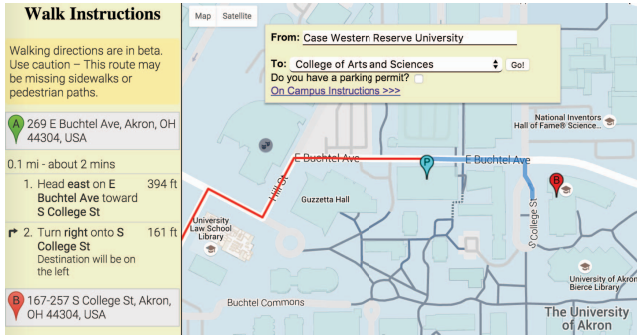 Walk Instructions
Walking directions are in beta.
Use caution – This route may
be missing sidewalks or
pedestrian paths.
A
269 E Buchtel Ave, Akron, OH
44304, USA
0.1 mi - about 2 mins
1. Head east on E 394 ft
Buchtel Ave toward
S College St
2. Turn right onto S 161 ft
College St
Destination will be on
the left
B
167-257 S College St, Akron,
OH 44304, USA
Map Satellite
From: Case Western Reserve University
To: College of Arts and Sciences Go!
Do you have a parking permit?
On Campus Instructions >>>
National Inventors
Hall of Fame® Science...
E Buchtel Ave
P
E Buchtel Ave
B
Hill St
Guzzetta Hall
S College St
University
Law School
Library
University of Akron
Bierce Library
Buchtel Commons
The University
of Akron